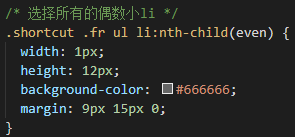 /* 选择所有的偶数小li */
.shortcut .fr ul li:nth-child(even) {
  width: 1px;
  height: 12px;
  background-color: #666666;
  margin: 9px 15px 0;
}